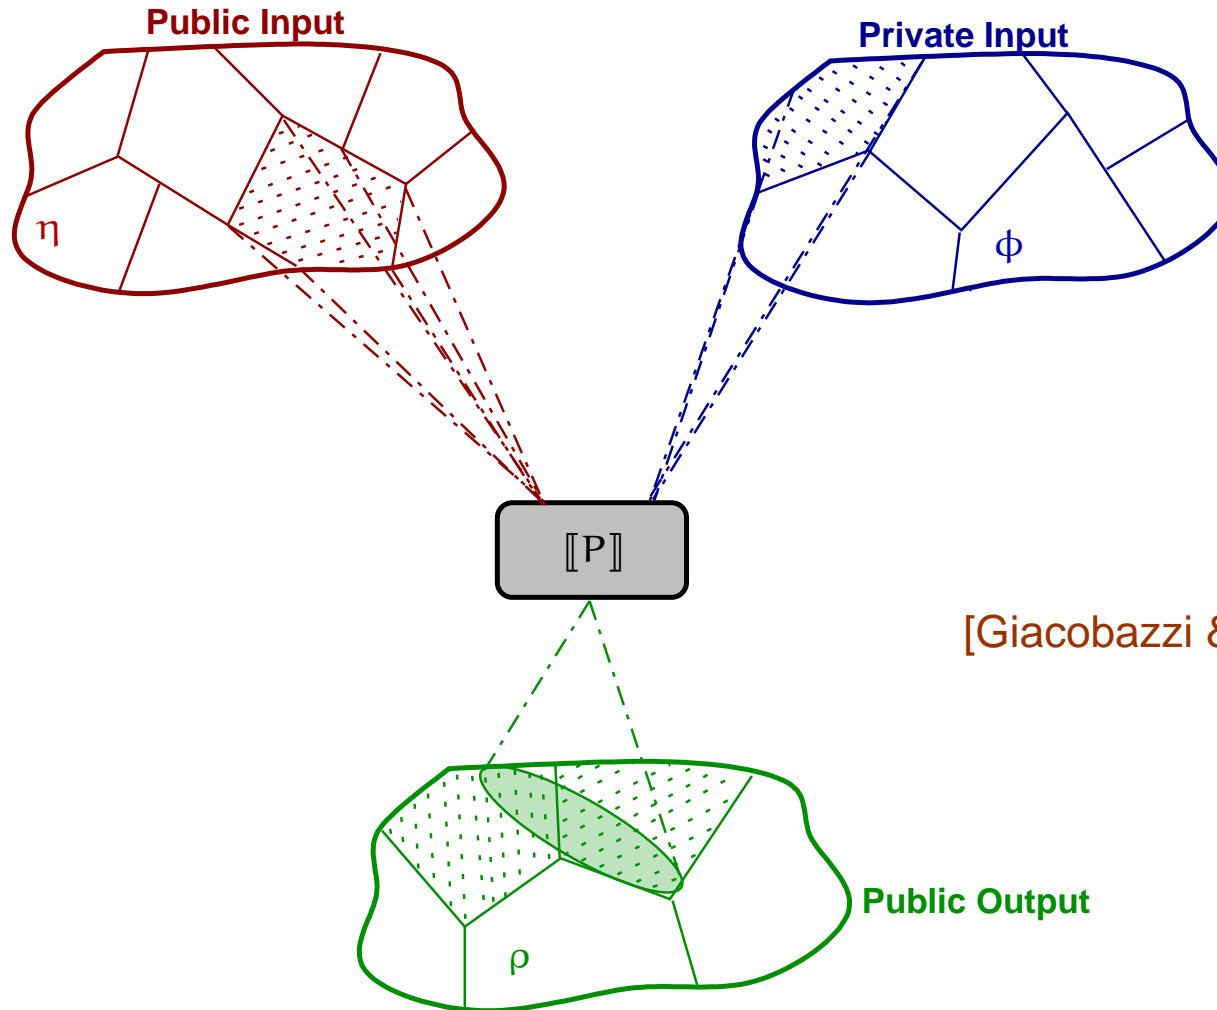 Public Input
Private Input
η
ϕ
⟦P⟧
[Giacobazzi &
Public Output
ρ